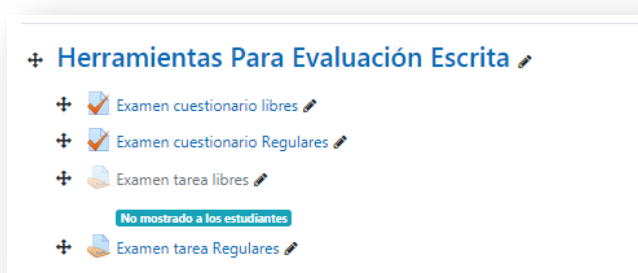 Herramientas Para Evaluación Escrita
Examen cuestionario libres
Examen cuestionario Regulares
Examen tarea libres
No mostrado a los estudiantes
Examen tarea Regulares